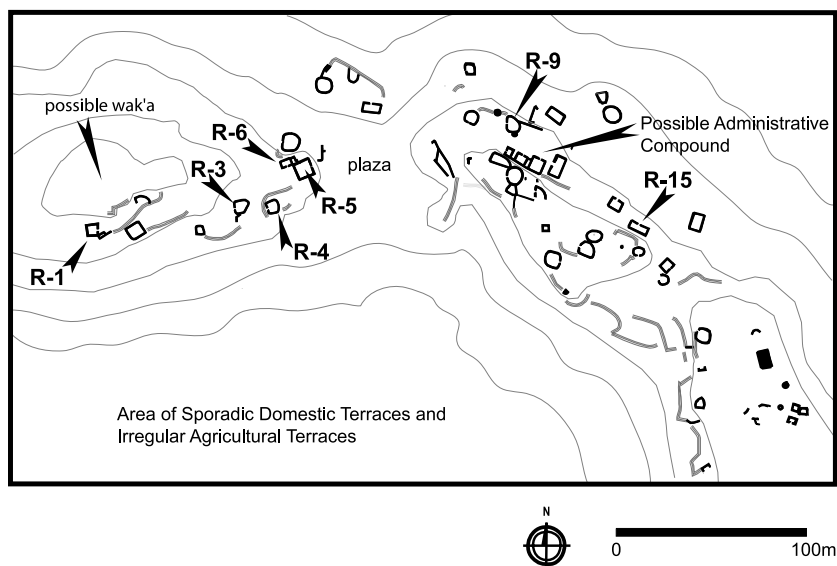 R-9
possible wak'a
R-6
plaza
Possible Administrative
Compound
R-3
R-15
R-5
R-4
R-1
Area of Sporadic Domestic Terraces and
Irregular Agricultural Terraces
N
0
100m